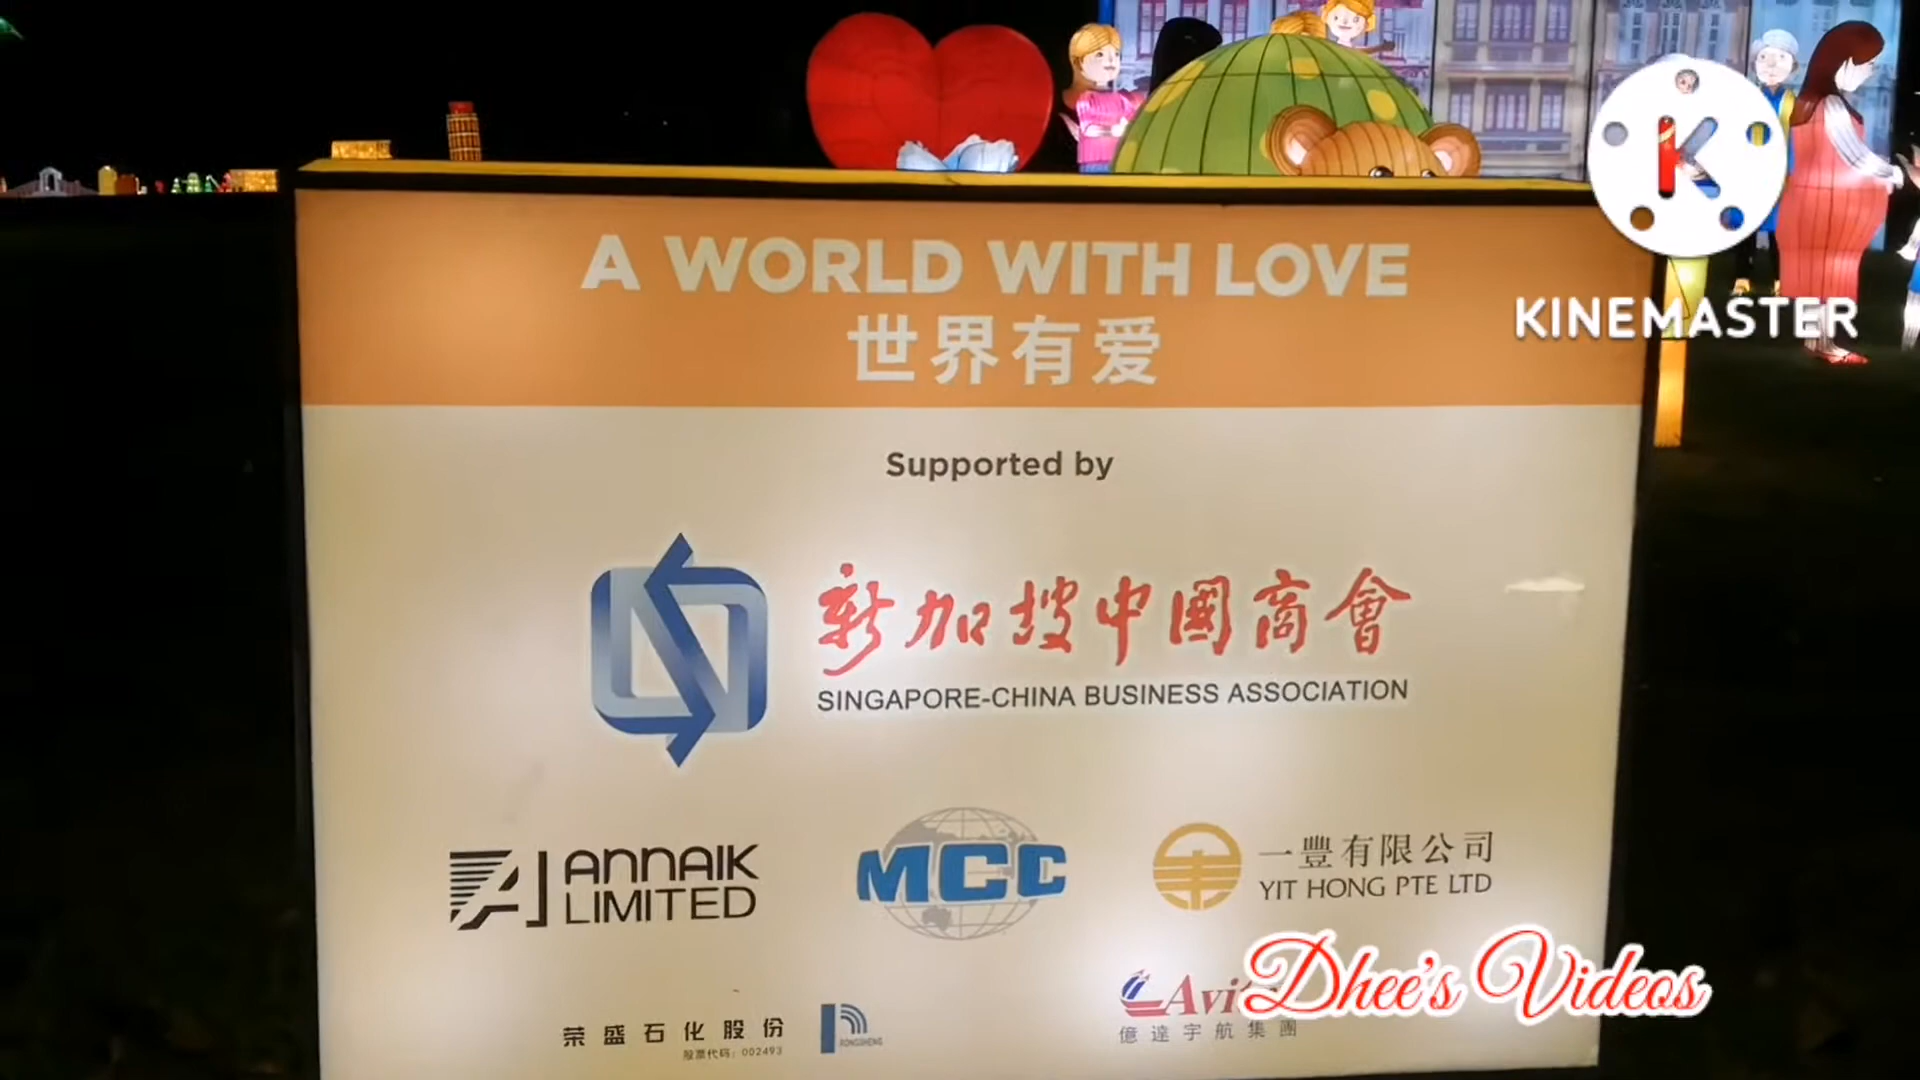 A WORLD WITH LOVE
世界有爱
KINEMASTER
Supported by
新加坡中國商會
SINGAPORE-CHINA BUSINESS ASSOCIATION
ANNAIK
LIMITED
MCC
一豐有限公司
YIT HONG PTE LTD
Dhee's Videos
荣盛石化股份
股票代码：002493
RONGSHENG
億達宇航集團